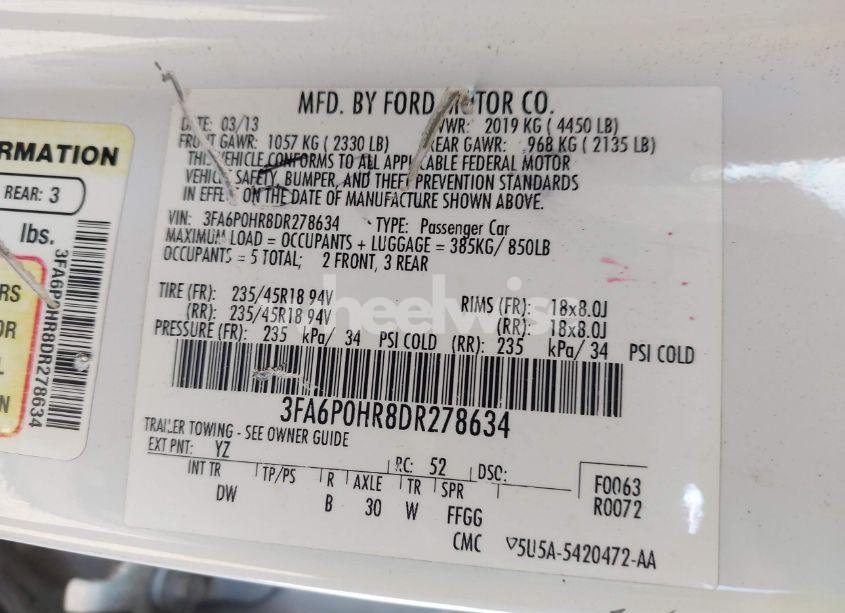 MFD. BY FORD MOTOR CO.
DATE: 03/13 GVWR: 2019 KG ( 4450 LB)
FRONT GAWR: 1057 KG ( 2330 LB) REAR GAWR: 968 KG ( 2135 LB)
THIS VEHICLE CONFORMS TO ALL APPLICABLE FEDERAL MOTOR
VEHICLE SAFETY, BUMPER, AND THEFT PREVENTION STANDARDS
IN EFFECT ON THE DATE OF MANUFACTURE SHOWN ABOVE.
VIN: 3FA6P0HR8DR278634 TYPE: Passenger Car
MAXIMUM LOAD = OCCUPANTS + LUGGAGE = 385KG/ 850LB
OCCUPANTS = 5 TOTAL; 2 FRONT, 3 REAR
TIRE (FR): 235/45R18 94V RIMS (FR): 18x8.0J
(RR): 235/45R18 94V (RR): 18x8.0J
PRESSURE (FR): 235 kPa/ 34 PSI COLD (RR): 235 kPa/ 34 PSI COLD
3FA6P0HR8DR278634
TRAILER TOWING - SEE OWNER GUIDE
EXT PNT: YZ RC: 52 DSO:
INT TR TP/PS R AXLE TR SPR F0063
DW B 30 W FFGG R0072
CMC 5U5A-5420472-AA
RMATION
REAR: 3
lbs.
RS
OR
L
N
3FA6P0HR8DR278634
wheelwis